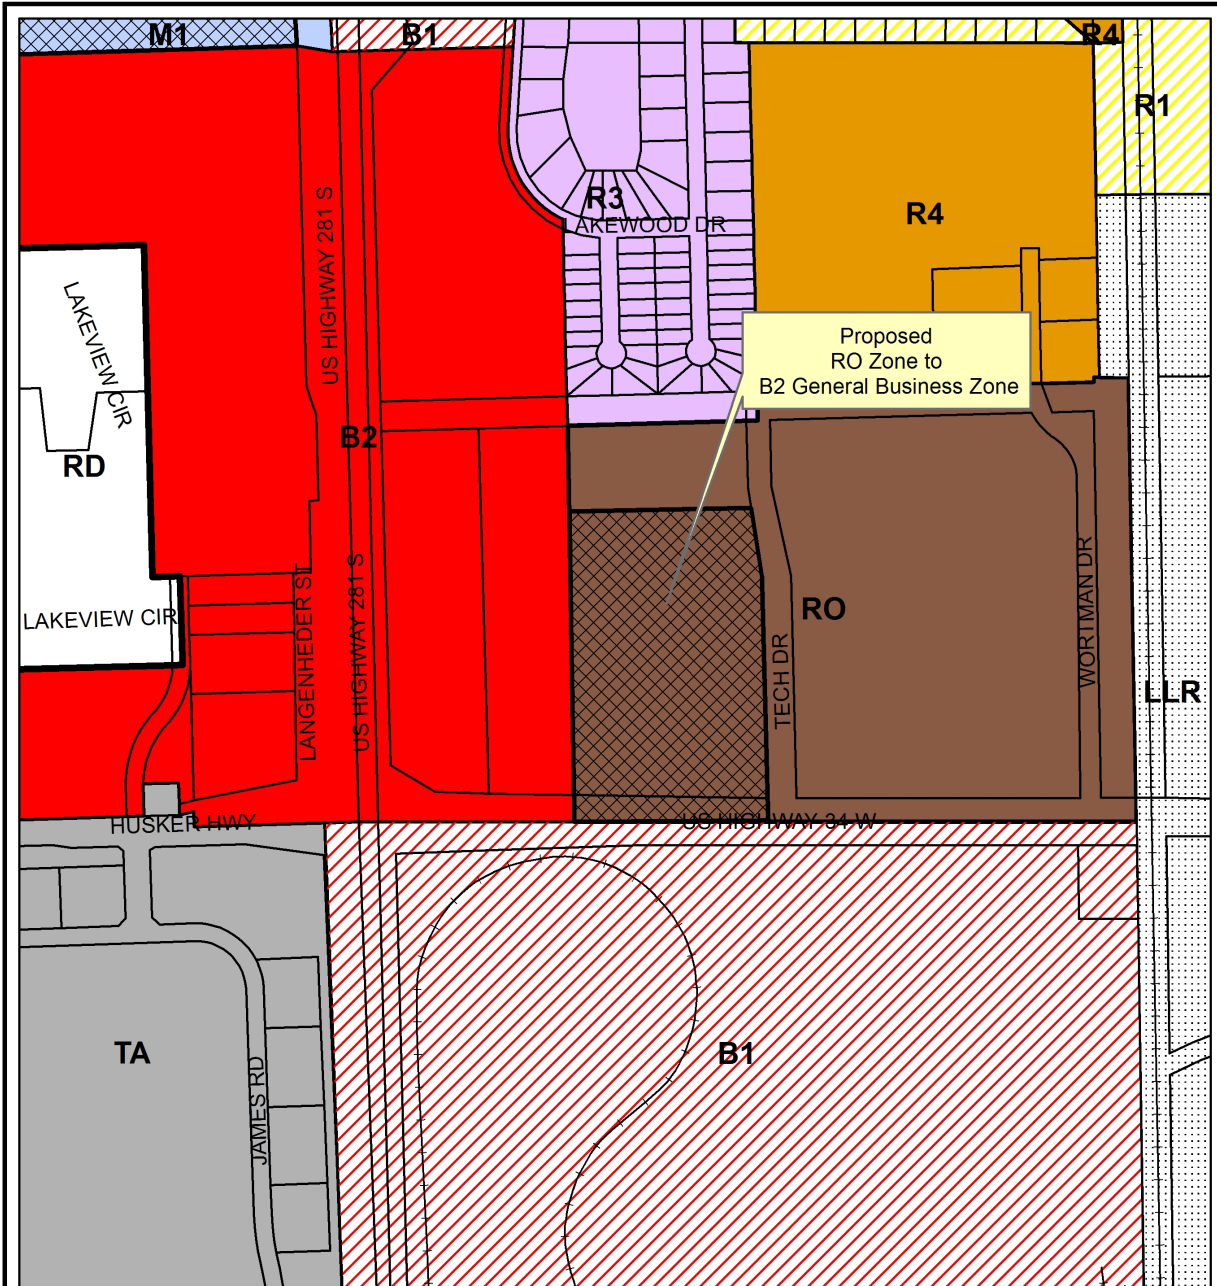 M1
B1
R4
R1
R3
R4
LAKEWOOD DR
US HIGHWAY 281 S
LAKEVIEW CIR
Proposed
RO Zone to
B2 General Business Zone
B2
RD
LAKEVIEW CIR
LANGENHEDER ST
US HIGHWAY 281 S
RO
TECH DR
WORTMAN DR
LLR
HUSKER HWY
US HIGHWAY 34 W
TA
B1
JAMES RD